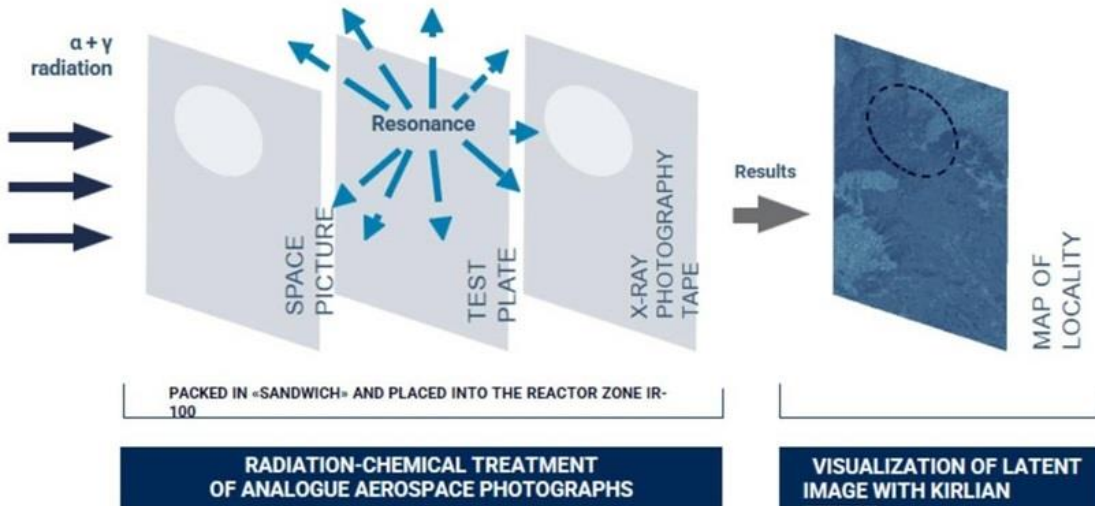 α + γ
radiation
Resonance
SPACE
PICTURE
TEST
PLATE
X-RAY
PHOTOGRAPHY
TAPE
Results
MAP OF
LOCALITY
PACKED IN «SANDWICH» AND PLACED INTO THE REACTOR ZONE IR-
100
RADIATION-CHEMICAL TREATMENT
OF ANALOGUE AEROSPACE PHOTOGRAPHS
VISUALIZATION OF LATENT
IMAGE WITH KIRLIAN